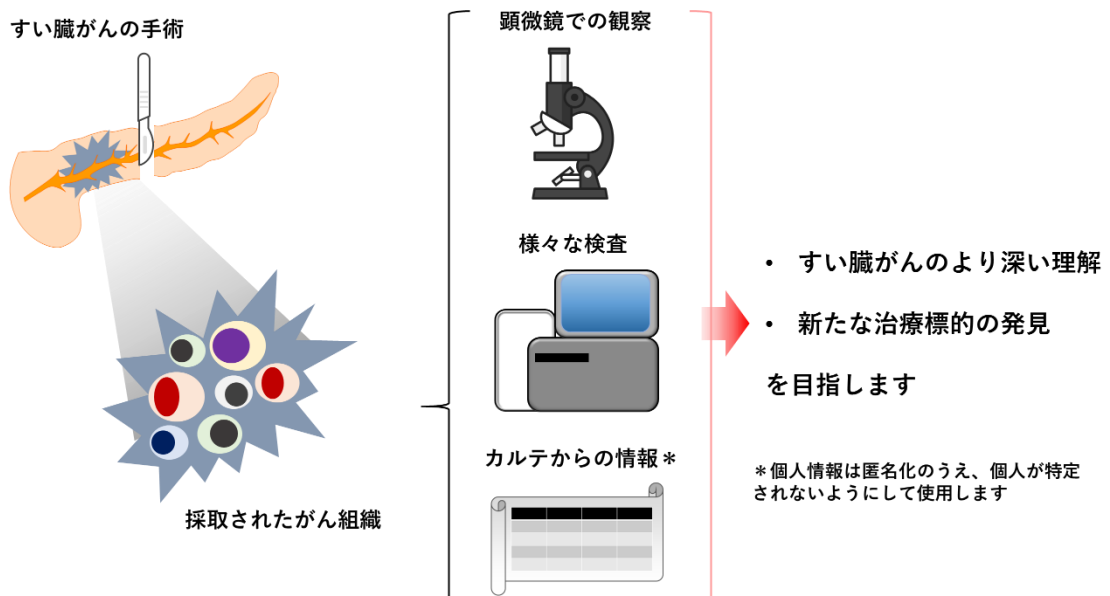 すい臓がんの手術
採取されたがん組織
顕微鏡での観察
様々な検査
カルテからの情報＊
• すい臓がんのより深い理解
• 新たな治療標的の発見
を目指します
＊個人情報は匿名化のうえ、個人が特定
されないようにして使用します